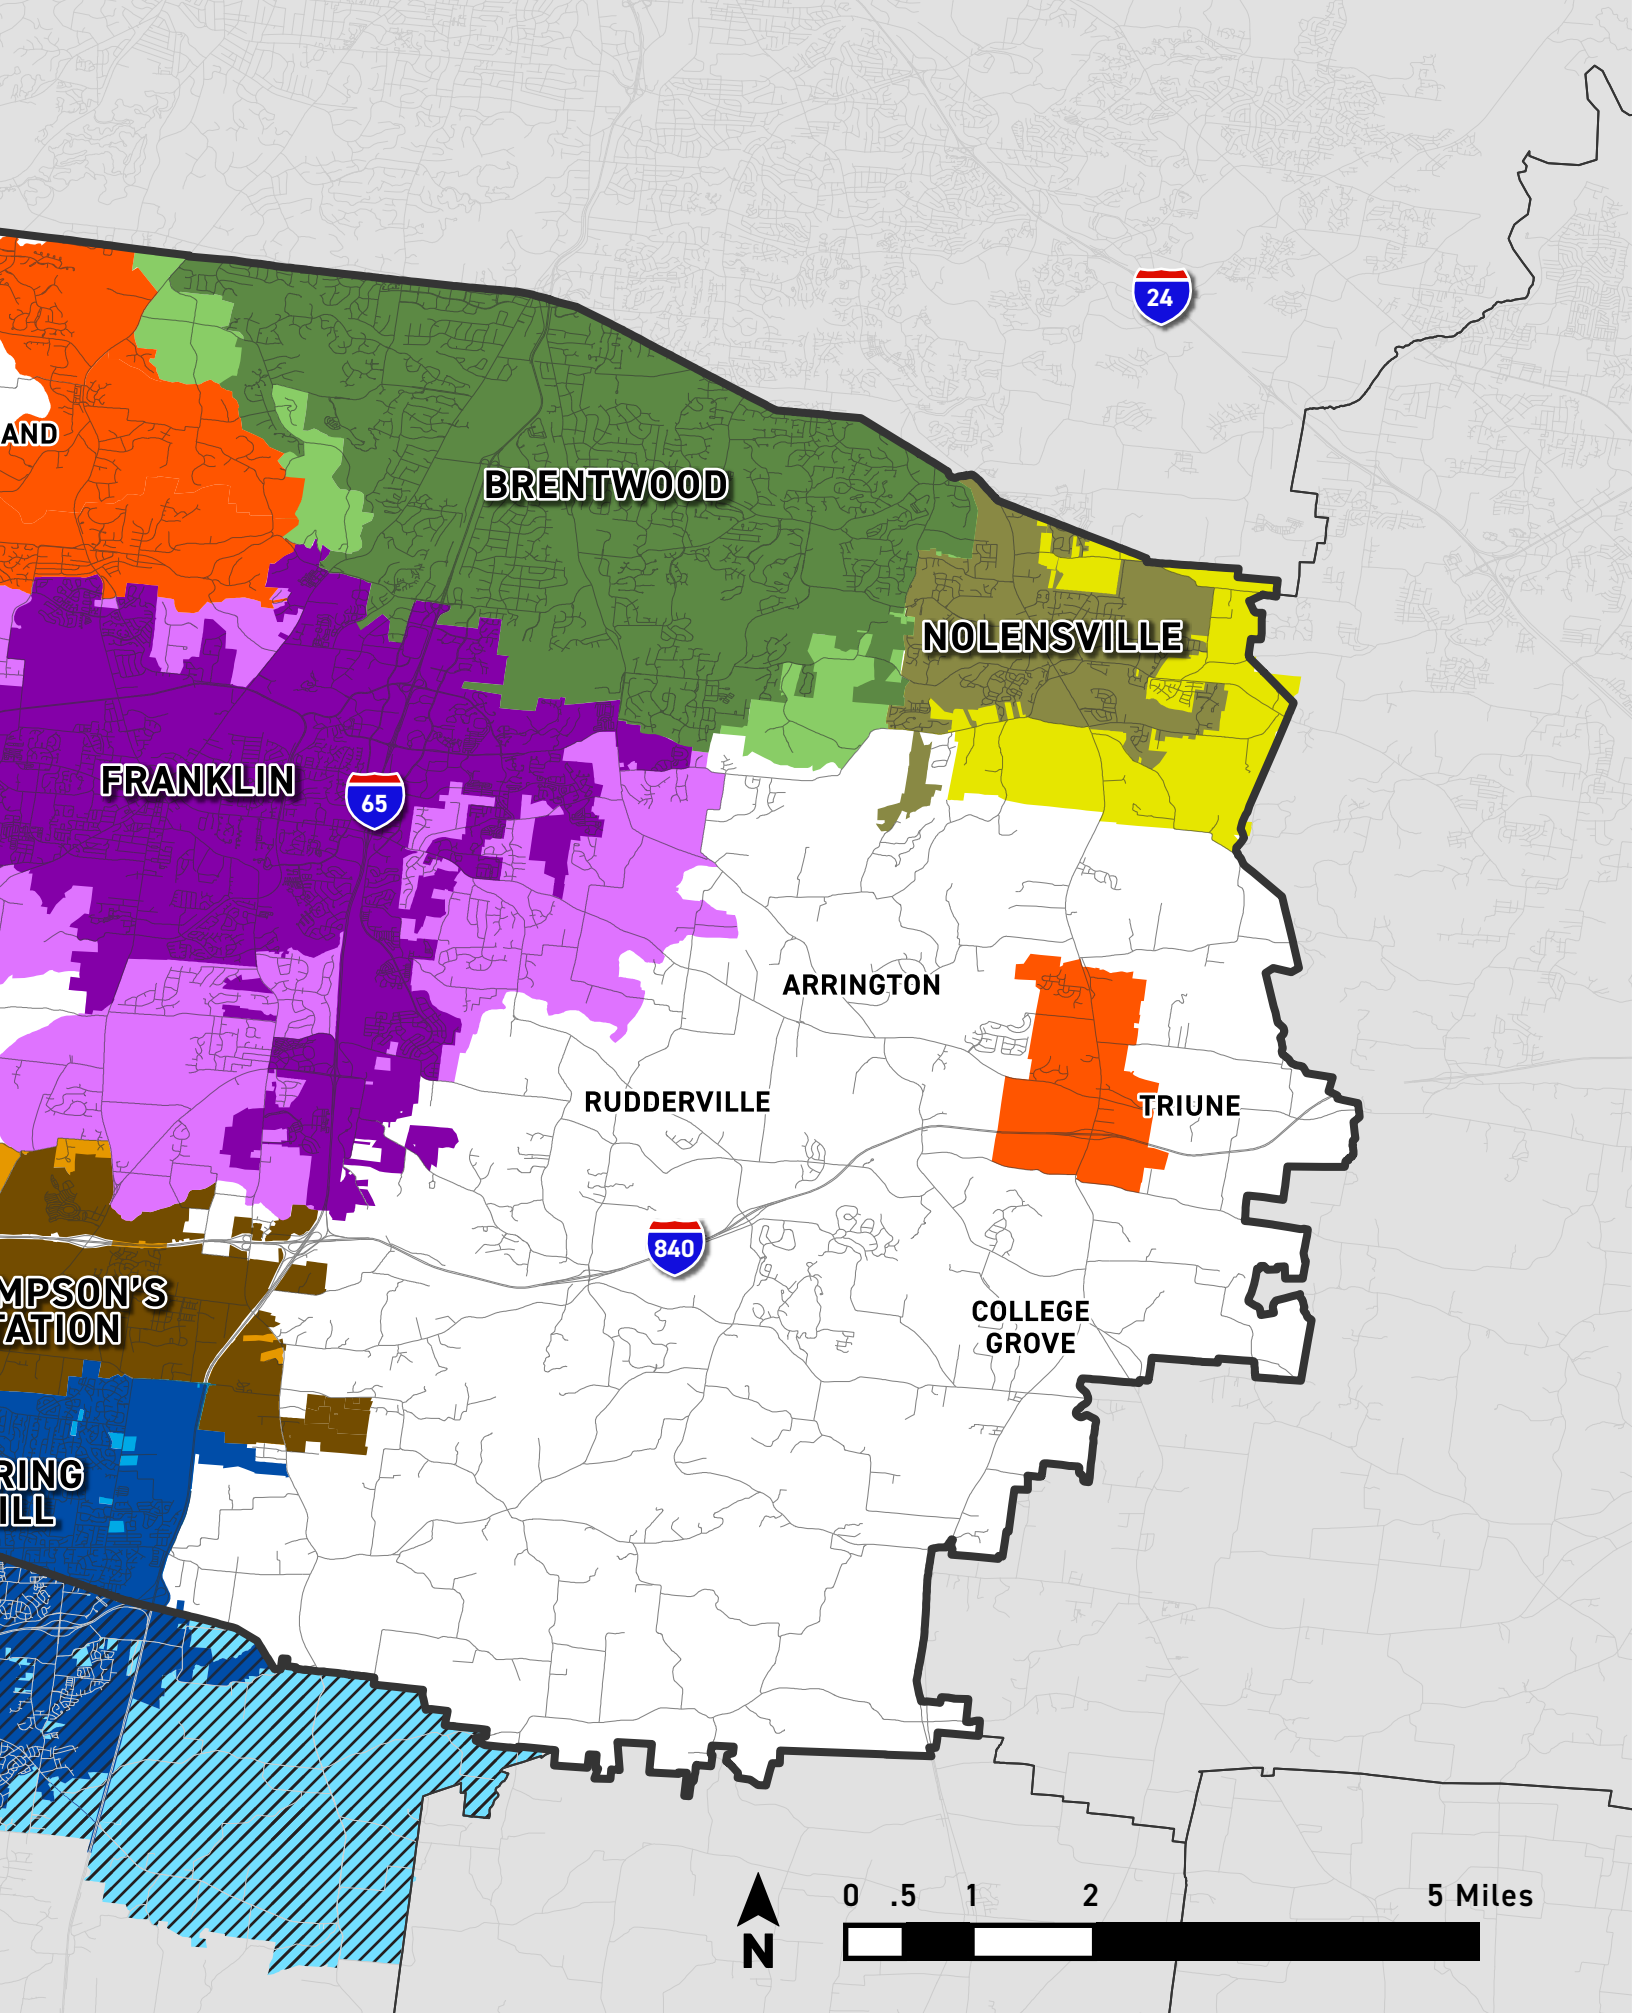 24
AND
BRENTWOOD
NOLENSVILLE
FRANKLIN
65
ARRINGTON
RUDDERVILLE
TRIUNE
840
MPSON'S
TATION
COLLEGE
GROVE
RING
ILL
0 .5 1 2 5 Miles
N